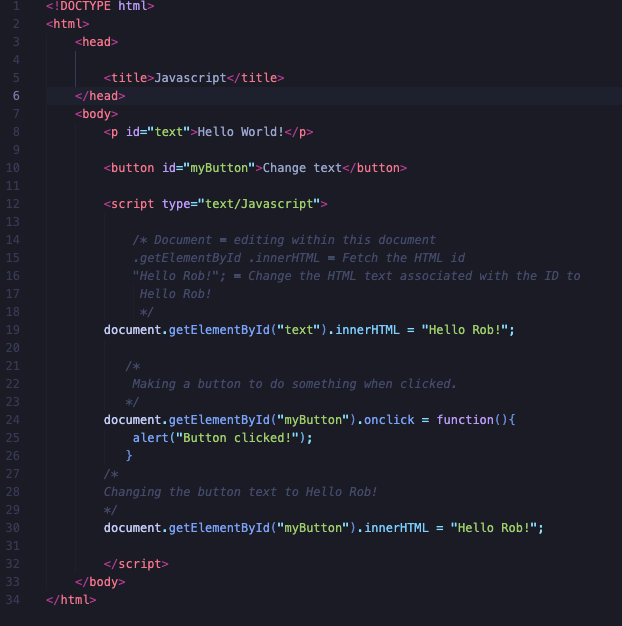 1 <!DOCTYPE html>
2 <html>
3     <head>
4
5         <title>Javascript</title>
6     </head>
7     <body>
8         <p id="text">Hello World!</p>
9
10         <button id="myButton">Change text</button>
11
12         <script type="text/Javascript">
13
14             /* Document = editing within this document
15             .getElementById .innerHTML = Fetch the HTML id
16             "Hello Rob!"; = Change the HTML text associated with the ID to
17              Hello Rob!
18              */
19         document.getElementById("text").innerHTML = "Hello Rob!";
20
21            /*
22             Making a button to do something when clicked.
23            */
24         document.getElementById("myButton").onclick = function(){
25             alert("Button clicked!");
26            }
27         /*
28         Changing the button text to Hello Rob!
29         */
30         document.getElementById("myButton").innerHTML = "Hello Rob!";
31
32         </script>
33     </body>
34 </html>